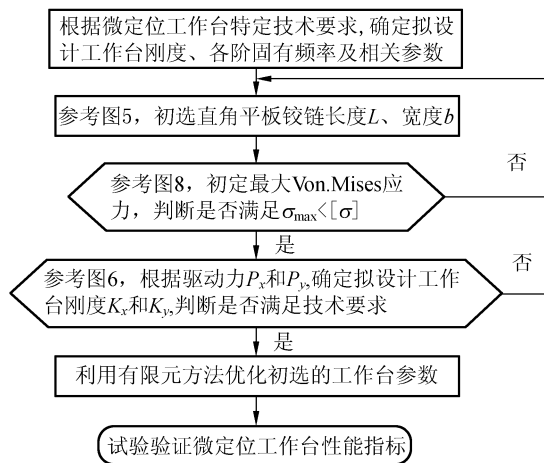 根据微定位工作台特定技术要求,确定拟设
计工作台刚度、各阶固有频率及相关参数
参考图5，初选直角平板铰链长度L、宽度b
否
参考图8，初定最大Von.Mises应
力，判断是否满足σmax<[σ]
是
否
参考图6，根据驱动力Px和Py,确定拟设计工作
台刚度Kx和Ky,判断是否满足技术要求
是
利用有限元方法优化初选的工作台参数
试验验证微定位工作台性能指标